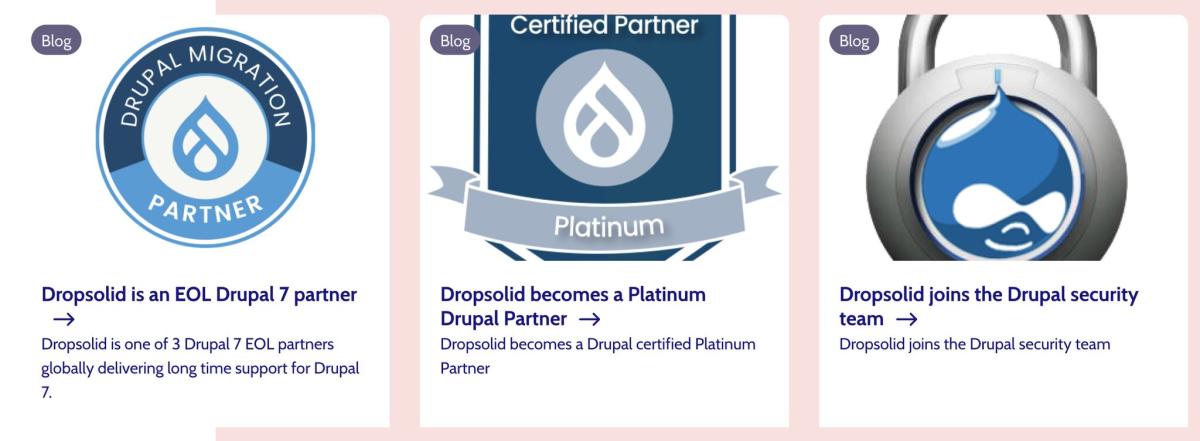 Blog
DRUPAL MIGRATION
PARTNER
Dropsolid is an EOL Drupal 7 partner
→
Dropsolid is one of 3 Drupal 7 EOL partners
globally delivering long time support for Drupal
7.
Blog
Certified Partner
Platinum
Dropsolid becomes a Platinum
Drupal Partner →
Dropsolid becomes a Drupal certified Platinum
Partner
Blog
Dropsolid joins the Drupal security
team →
Dropsolid joins the Drupal security team